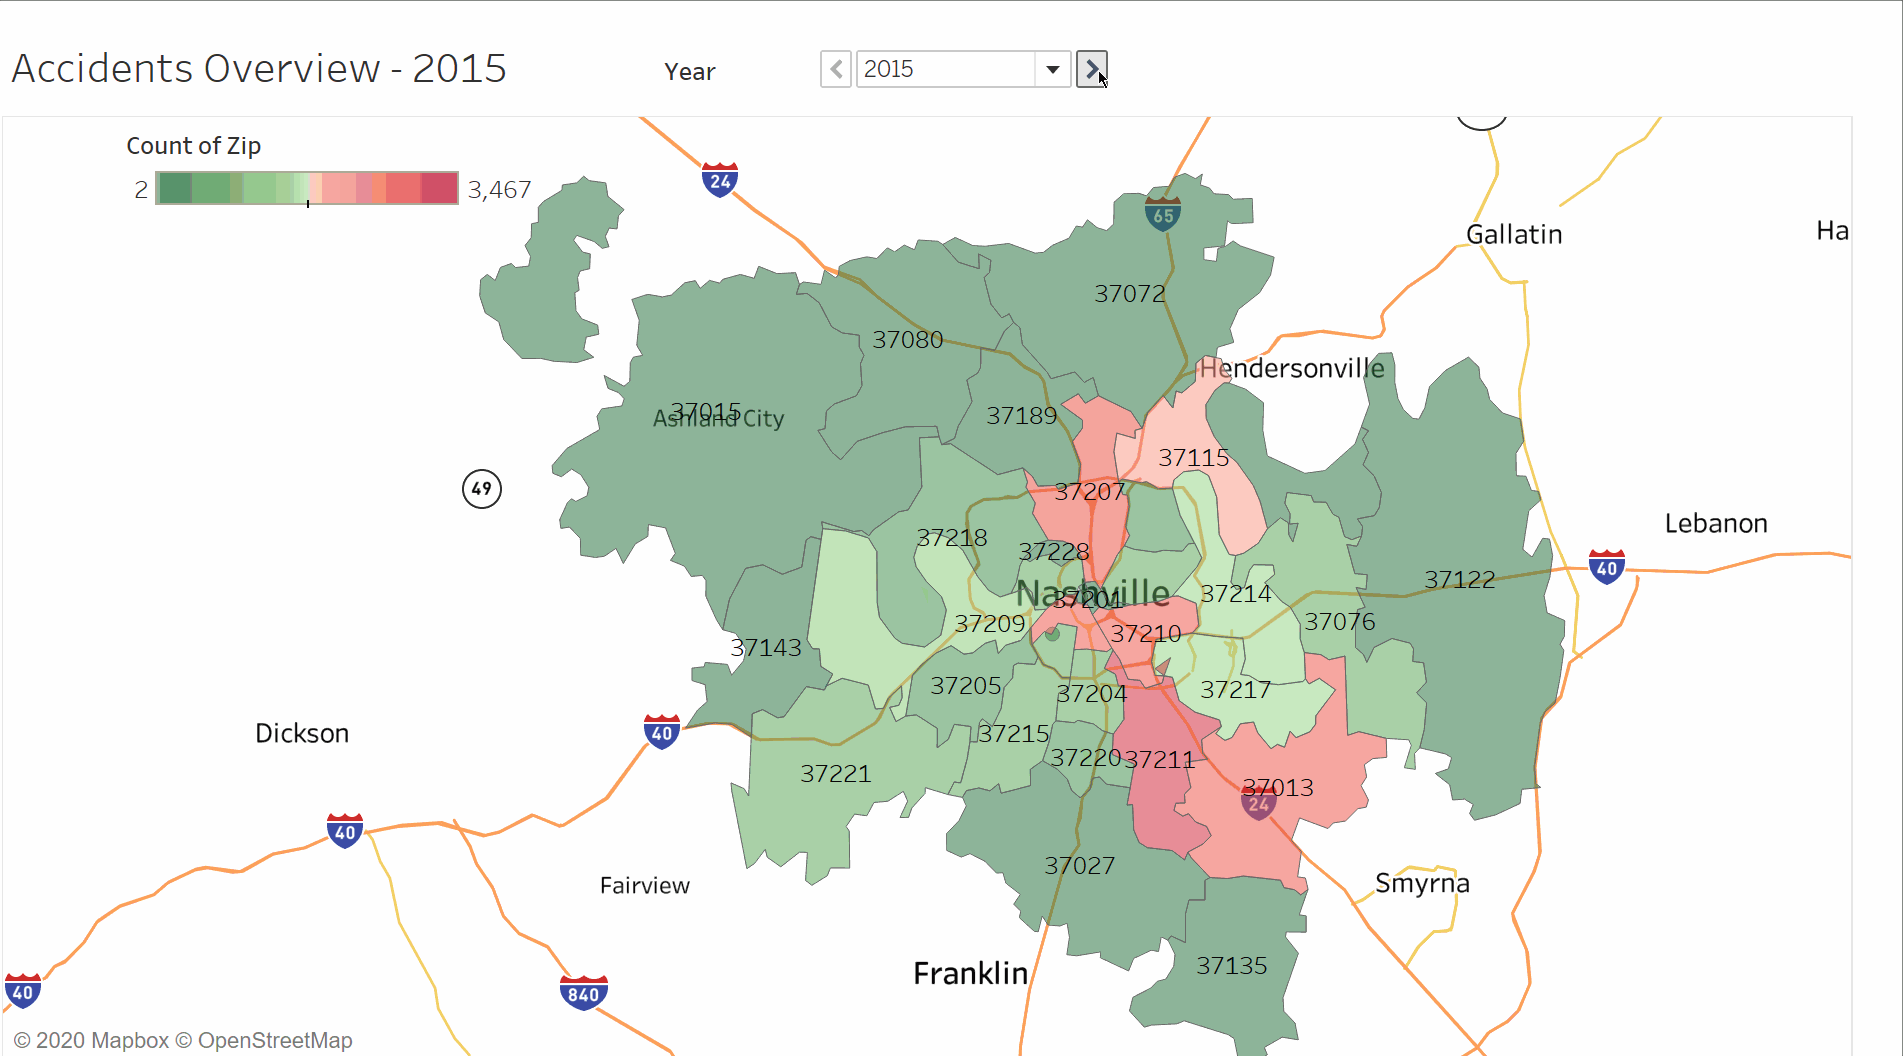 Accidents Overview - 2015
Year
2015
Count of Zip
2
3,467
24
65
Gallatin
Ha
37072
37080
Hendersonville
37015
Ashland City
37189
37115
49
37207
Lebanon
37218
37228
40
37122
Nashville
37201
37214
37209
37210
37076
37143
37205
37204
37217
Dickson
40
37215
37220
37211
37221
37013
24
40
37027
Fairview
Smyrna
37135
Franklin
40
840
© 2020 Mapbox © OpenStreetMap